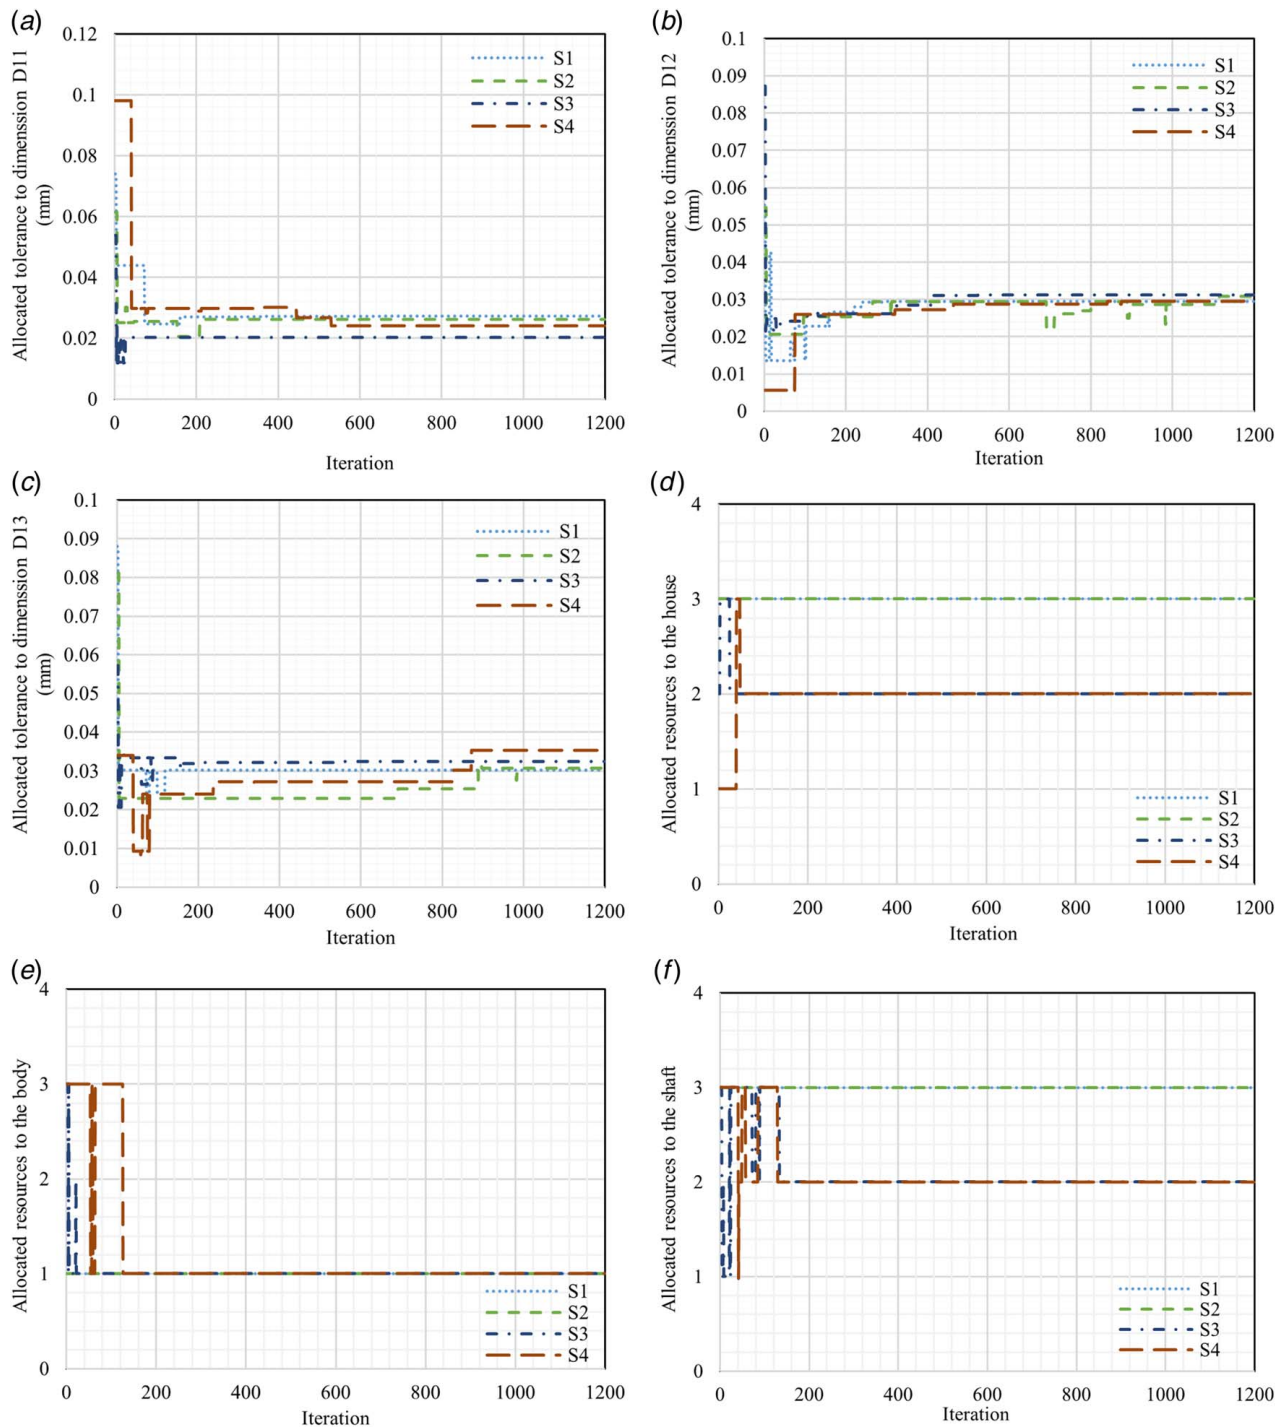 (a)
Allocated tolerance to dimenssion D11
(mm)
0.12
0.1
0.08
0.06
0.04
0.02
0
S1
S2
S3
S4
0 200 400 600 800 1000 1200
Iteration
(b)
Allocated tolerance to dimenssion D12
(mm)
0.1
0.09
0.08
0.07
0.06
0.05
0.04
0.03
0.02
0.01
0
S1
S2
S3
S4
0 200 400 600 800 1000 1200
Iteration
(c)
Allocated tolerance to dimenssion D13
(mm)
0.1
0.09
0.08
0.07
0.06
0.05
0.04
0.03
0.02
0.01
0
S1
S2
S3
S4
0 200 400 600 800 1000 1200
Iteration
(d)
Allocated resources to the house
4
3
2
1
0
S1
S2
S3
S4
0 200 400 600 800 1000 1200
Iteration
(e)
Allocated resources to the body
4
3
2
1
0
S1
S2
S3
S4
0 200 400 600 800 1000 1200
Iteration
(f)
Allocated resources to the shaft
4
3
2
1
0
S1
S2
S3
S4
0 200 400 600 800 1000 1200
Iteration